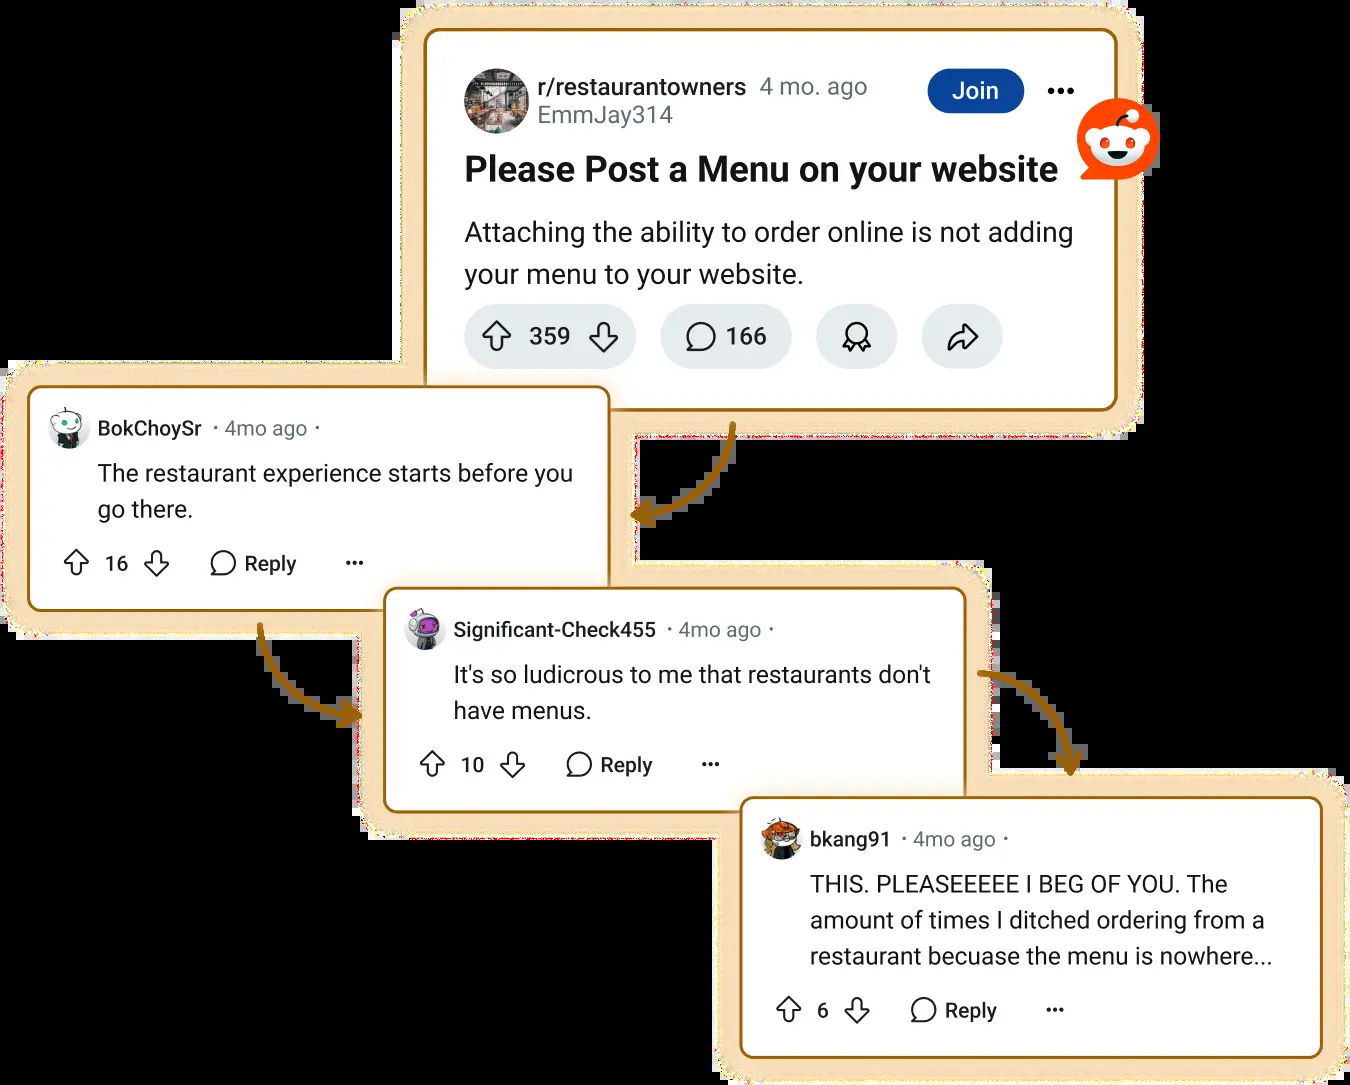 r/restaurantowners 4 mo. ago
Join
EmmJay314
Please Post a Menu on your website
Attaching the ability to order online is not adding
your menu to your website.
359
166
BokChoySr · 4mo ago ·
The restaurant experience starts before you
go there.
16
Reply
Significant-Check455 · 4mo ago ·
It's so ludicrous to me that restaurants don't
have menus.
10
Reply
bkang91 · 4mo ago ·
THIS. PLEASEEEEE I BEG OF YOU. The
amount of times I ditched ordering from a
restaurant becuase the menu is nowhere...
6
Reply